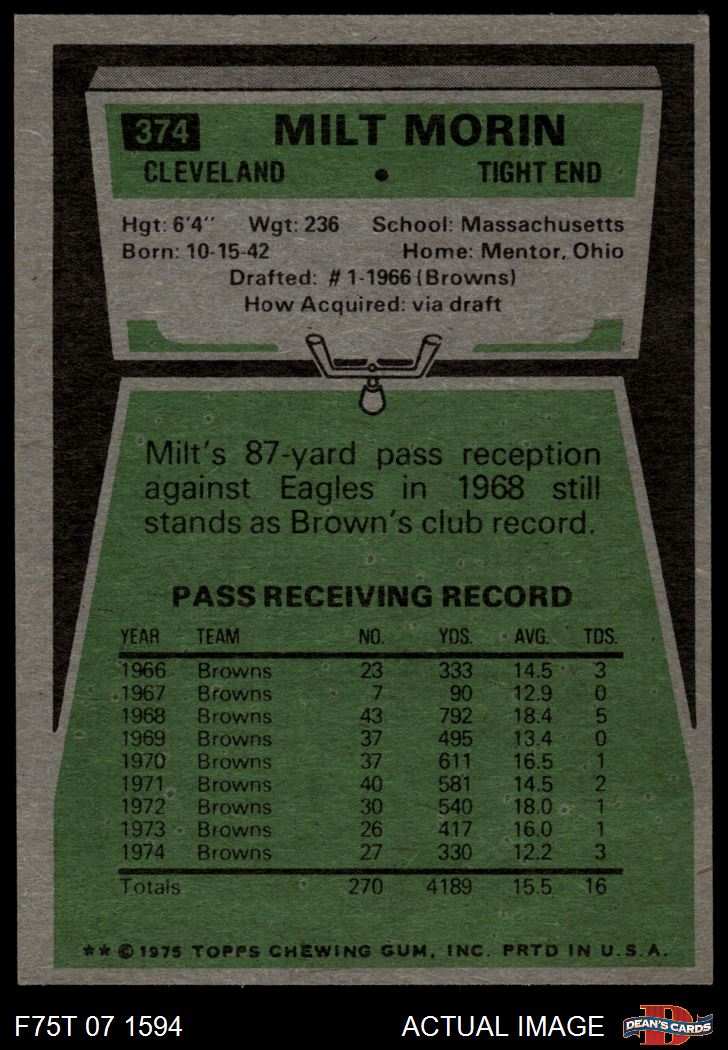 374 MILT MORIN
CLEVELAND • TIGHT END
Hgt: 6'4" Wgt: 236 School: Massachusetts
Born: 10-15-42 Home: Mentor, Ohio
Drafted: #1-1966 (Browns)
How Acquired: via draft
Milt's 87-yard pass reception
against Eagles in 1968 still
stands as Brown's club record.
PASS RECEIVING RECORD
YEAR TEAM NO. YDS. AVG. TDS.
1966 Browns 23 333 14.5 3
1967 Browns 7 90 12.9 0
1968 Browns 43 792 18.4 5
1969 Browns 37 495 13.4 0
1970 Browns 37 611 16.5 1
1971 Browns 40 581 14.5 2
1972 Browns 30 540 18.0 1
1973 Browns 26 417 16.0 1
1974 Browns 27 330 12.2 3
Totals 270 4189 15.5 16
** © 1975 TOPPS CHEWING GUM, INC. PRTD IN U.S.A.
F75T 07 1594 ACTUAL IMAGE DEAN'S CARDS